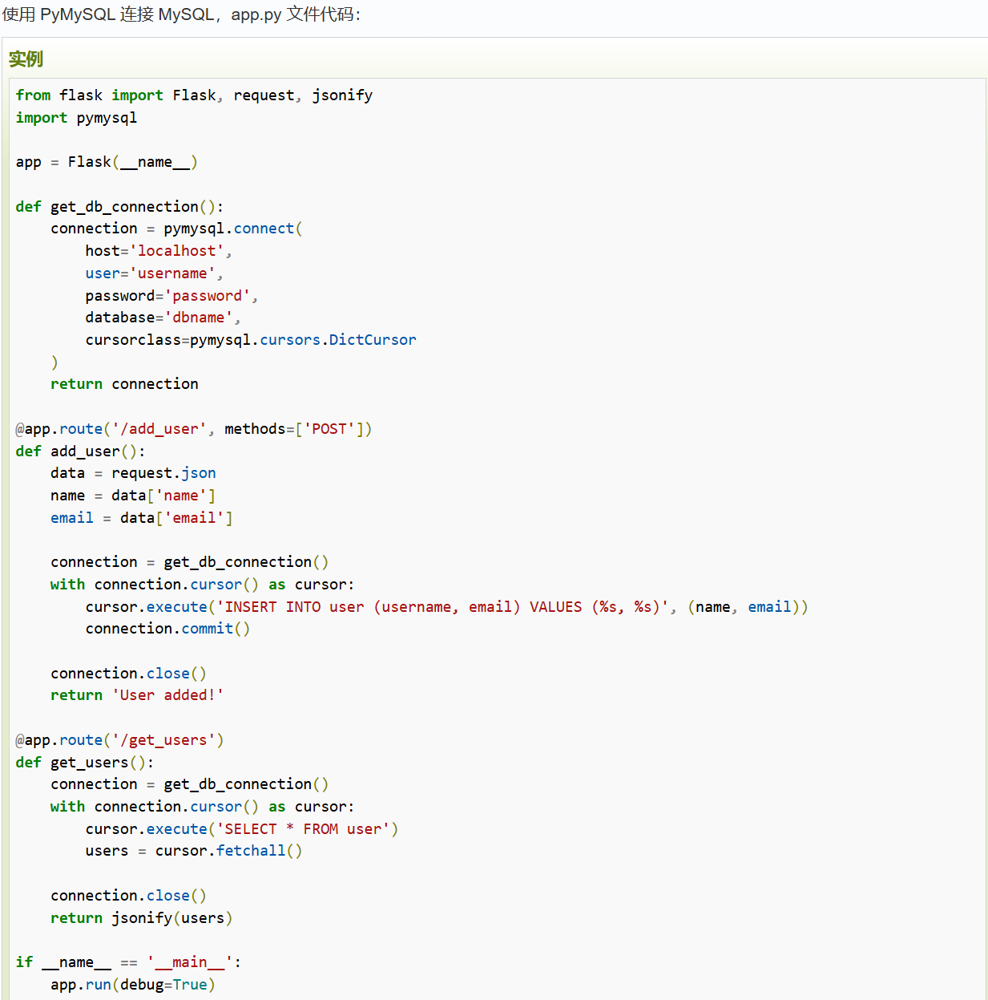 使用 PyMySQL 连接 MySQL，app.py 文件代码：
实例
from flask import Flask, request, jsonify
import pymysql
app = Flask(__name__)
def get_db_connection():
    connection = pymysql.connect(
        host='localhost',
        user='username',
        password='password',
        database='dbname',
        cursorclass=pymysql.cursors.DictCursor
    )
    return connection
@app.route('/add_user', methods=['POST'])
def add_user():
    data = request.json
    name = data['name']
    email = data['email']
    connection = get_db_connection()
    with connection.cursor() as cursor:
        cursor.execute('INSERT INTO user (username, email) VALUES (%s, %s)', (name, email))
        connection.commit()
    connection.close()
    return 'User added!'
@app.route('/get_users')
def get_users():
    connection = get_db_connection()
    with connection.cursor() as cursor:
        cursor.execute('SELECT * FROM user')
        users = cursor.fetchall()
    connection.close()
    return jsonify(users)
if __name__ == '__main__':
    app.run(debug=True)